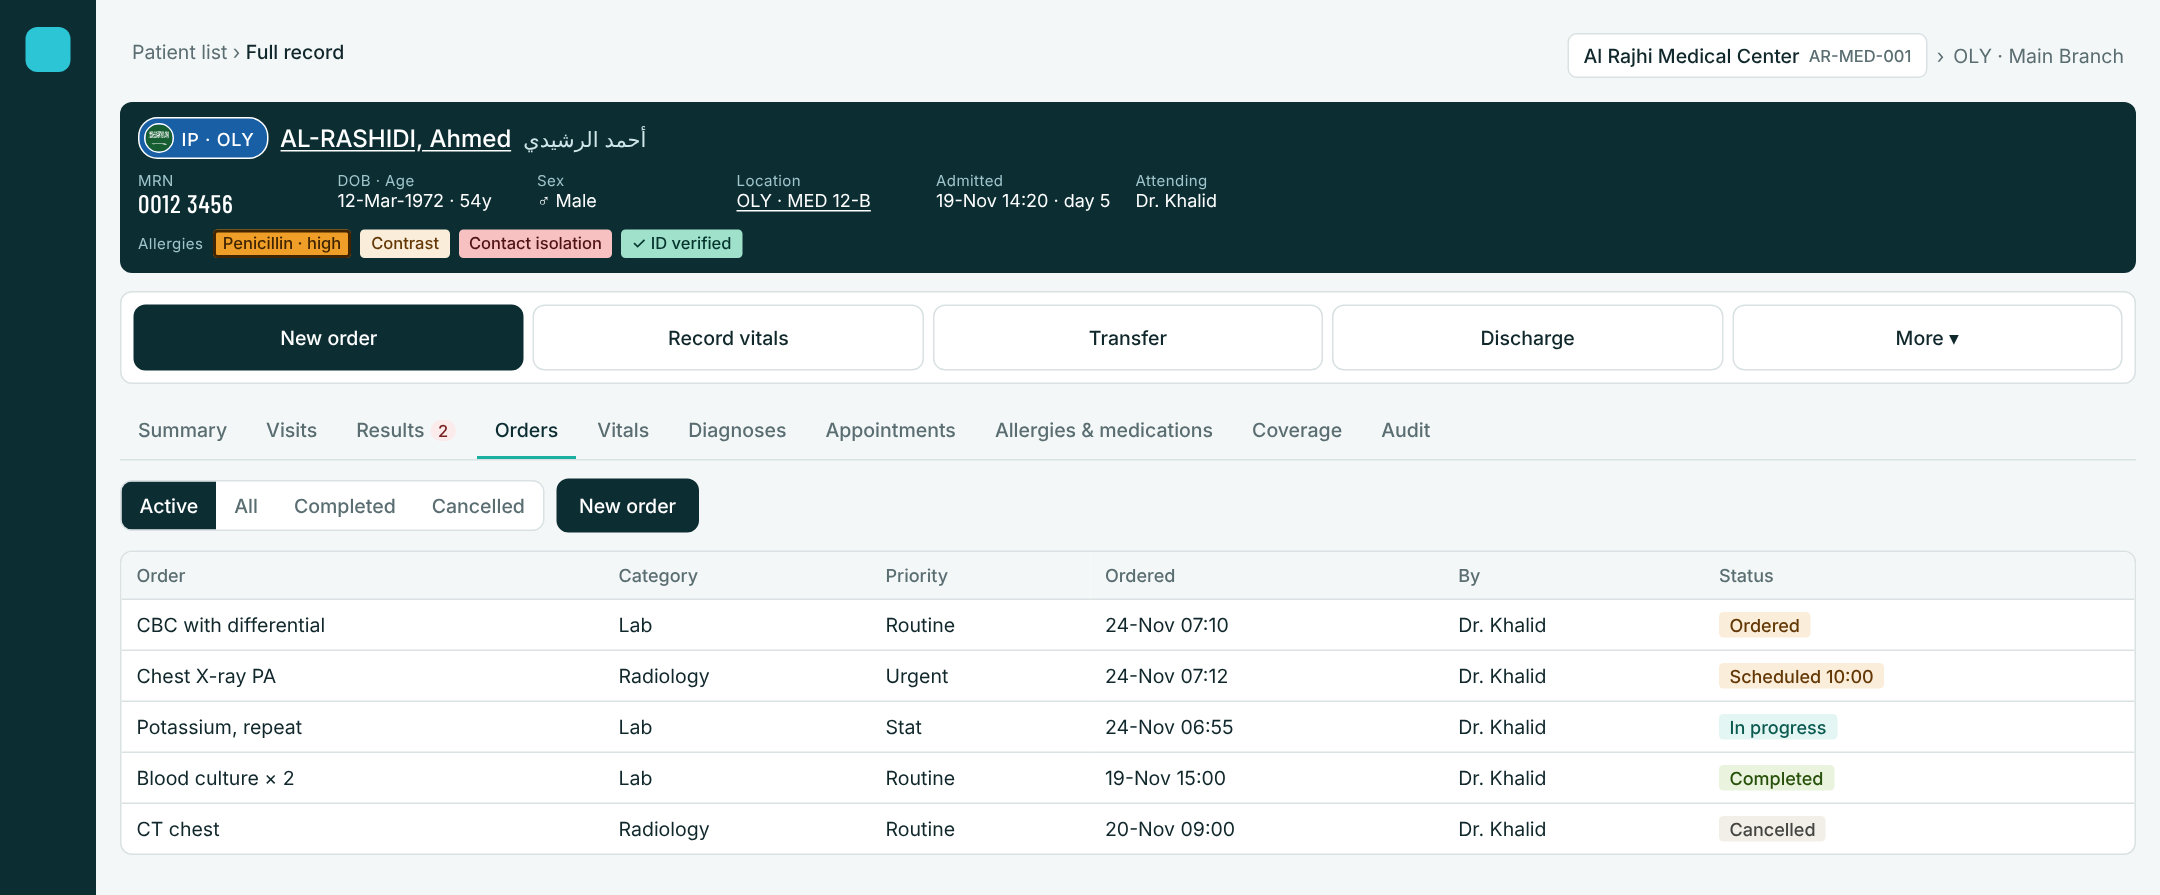 Patient list › Full record
Al Rajhi Medical Center AR-MED-001 › OLY · Main Branch
IP · OLY AL-RASHIDI, Ahmed أحمد الرشيدي
MRN DOB · Age Sex Location Admitted Attending
0012 3456 12-Mar-1972 · 54y ♂ Male OLY · MED 12-B 19-Nov 14:20 · day 5 Dr. Khalid
Allergies Penicillin · high Contrast Contact isolation ✓ ID verified
New order Record vitals Transfer Discharge More ▾
Summary Visits Results 2 Orders Vitals Diagnoses Appointments Allergies & medications Coverage Audit
Active All Completed Cancelled New order
Order Category Priority Ordered By Status
CBC with differential Lab Routine 24-Nov 07:10 Dr. Khalid Ordered
Chest X-ray PA Radiology Urgent 24-Nov 07:12 Dr. Khalid Scheduled 10:00
Potassium, repeat Lab Stat 24-Nov 06:55 Dr. Khalid In progress
Blood culture × 2 Lab Routine 19-Nov 15:00 Dr. Khalid Completed
CT chest Radiology Routine 20-Nov 09:00 Dr. Khalid Cancelled